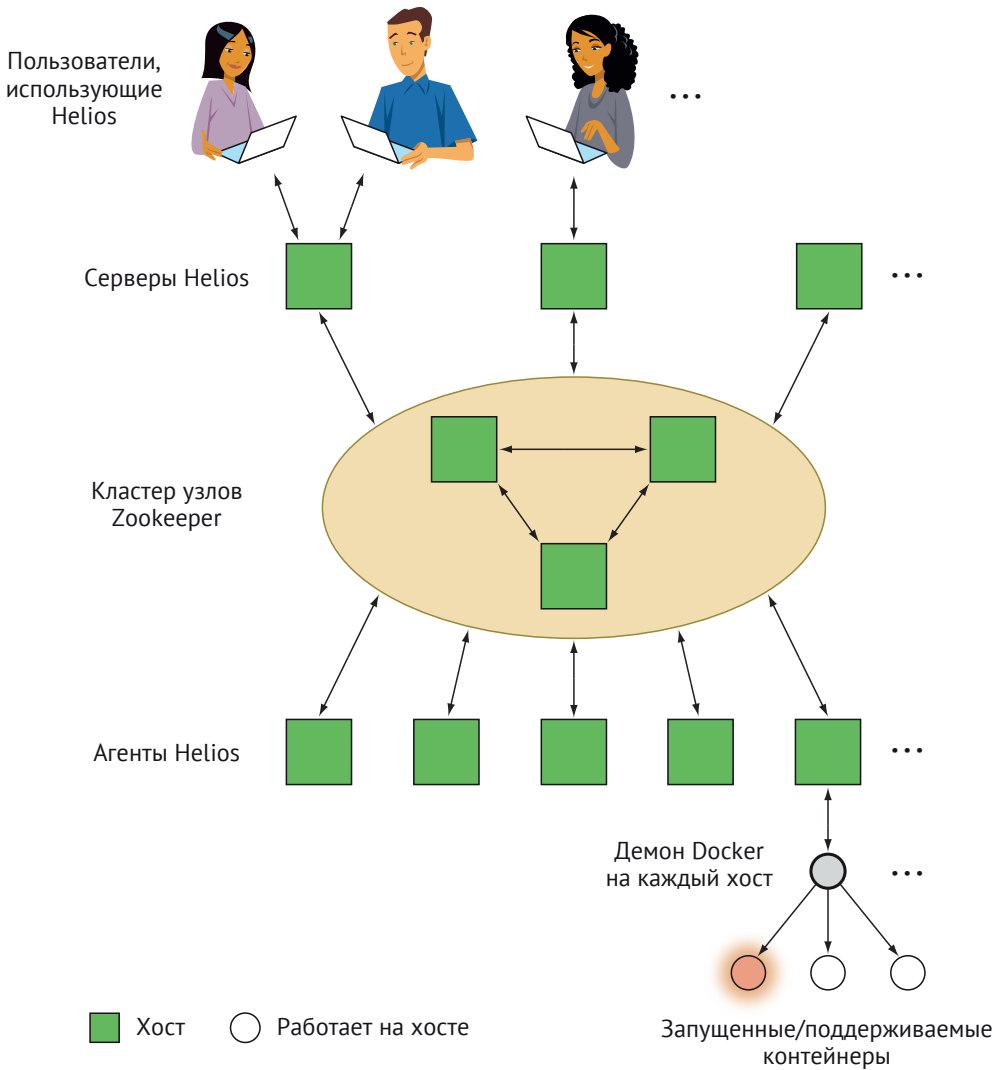 Пользователи,
использующие
Helios
...
Серверы Helios
...
Кластер узлов
Zookeeper
Агенты Helios
...
Демон Docker
на каждый хост
...
Хост
Работает на хосте
Запущенные/поддерживаемые
контейнеры